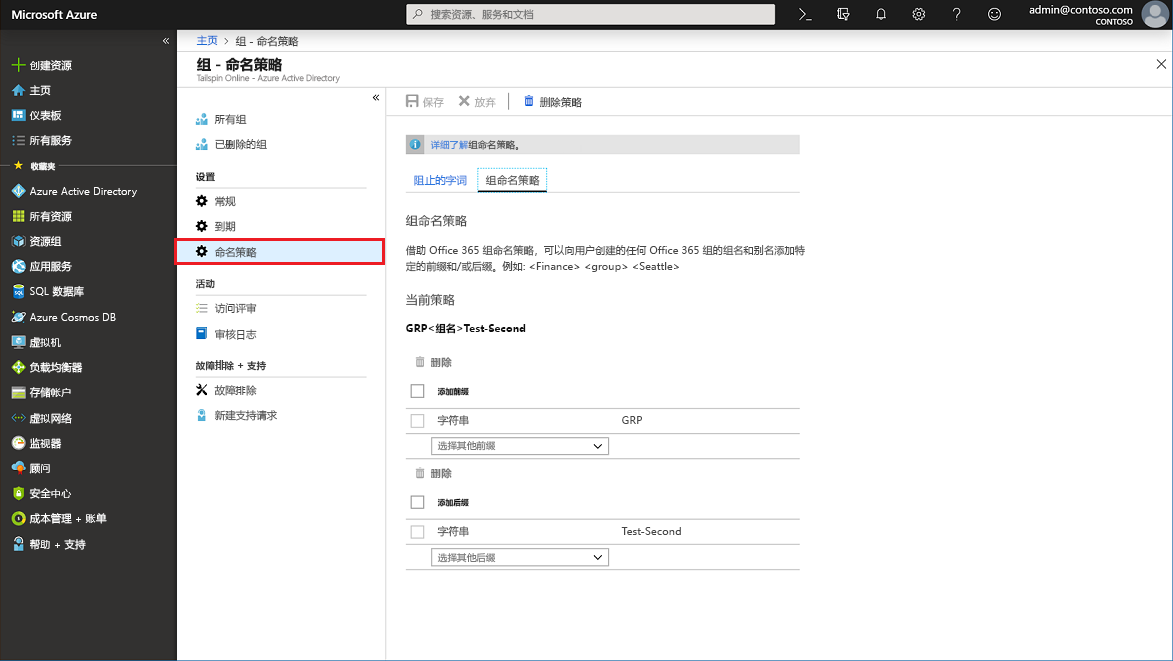 Microsoft Azure
搜索资源、服务和文档
admin@contoso.com
CONTOSO
创建资源
主页
仪表板
所有服务
收藏夹
Azure Active Directory
所有资源
资源组
应用服务
SQL 数据库
Azure Cosmos DB
虚拟机
负载均衡器
存储帐户
虚拟网络
监视器
顾问
安全中心
成本管理 + 账单
帮助 + 支持
主页 > 组 - 命名策略
组 - 命名策略
Tailspin Online - Azure Active Directory
所有组
已删除的组
设置
常规
到期
命名策略
活动
访问评审
审核日志
故障排除 + 支持
故障排除
新建支持请求
保存 放弃 删除策略
详细了解组命名策略。
阻止的字词 组命名策略
组命名策略
借助 Office 365 组命名策略，可以向用户创建的任何 Office 365 组的组名和别名添加特
定的前缀和/或后缀。例如: <Finance> <group> <Seattle>
当前策略
GRP<组名>Test-Second
删除
添加前缀
字符串 GRP
选择其他前缀
删除
添加后缀
字符串 Test-Second
选择其他后缀